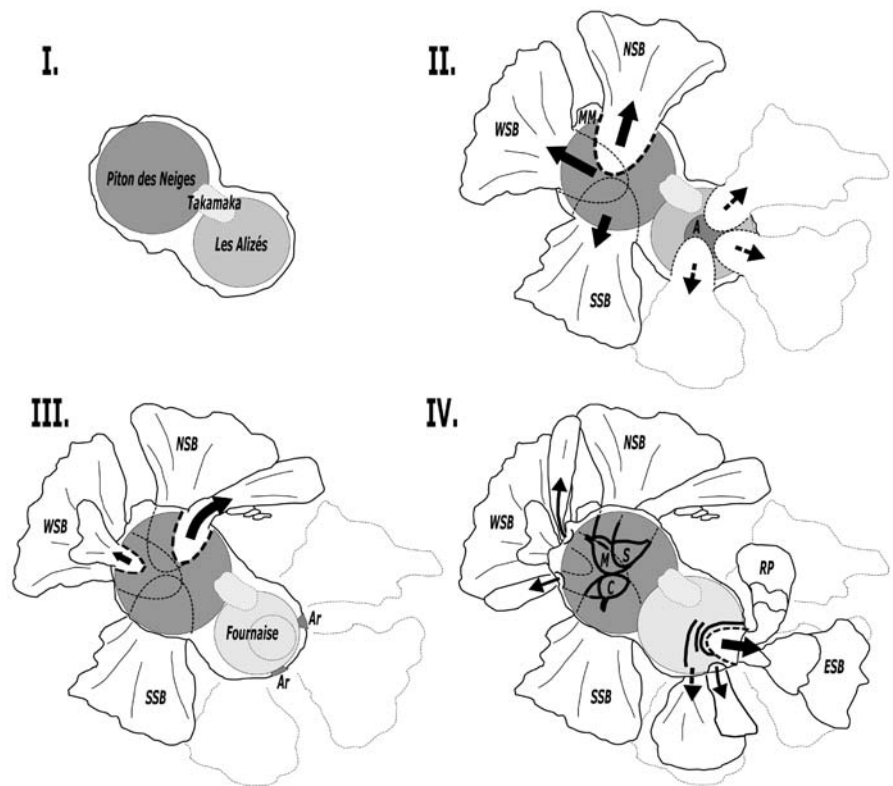 I.
Piton des Neiges
Takamaka
Les Alizés
II.
NSB
MM
WSB
A
SSB
III.
NSB
WSB
Fournaise
Ar
Ar
SSB
IV.
NSB
WSB
M
S
C
RP
ESB
SSB